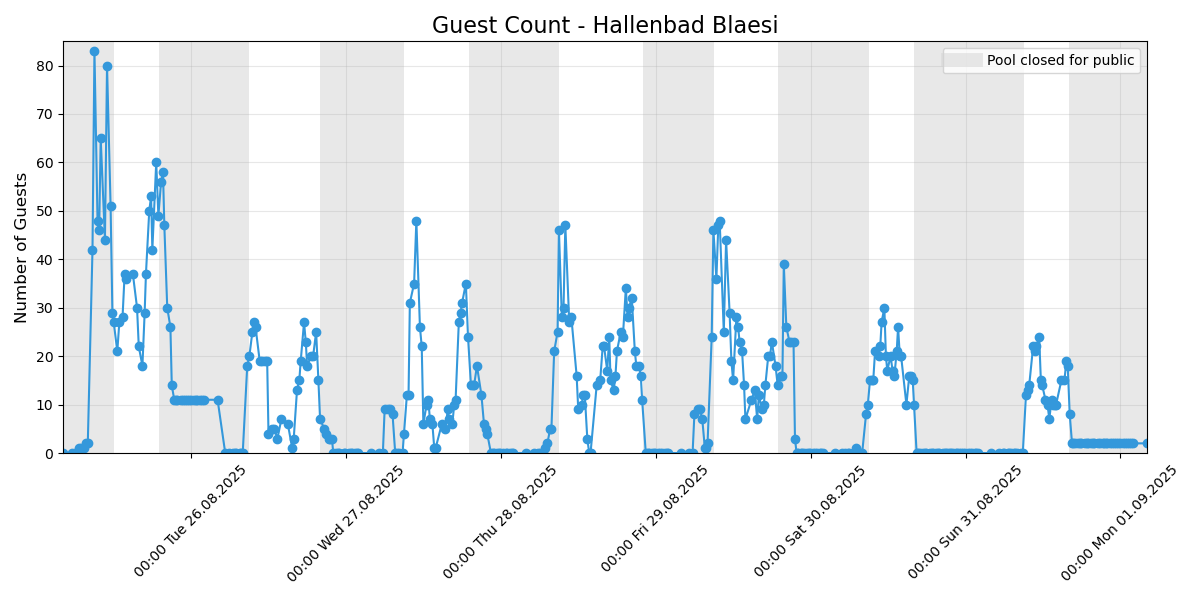 Guest Count - Hallenbad Blaesi
Pool closed for public
Number of Guests
80
70
60
50
40
30
20
10
0
00:00 Tue 26.08.2025
00:00 Wed 27.08.2025
00:00 Thu 28.08.2025
00:00 Fri 29.08.2025
00:00 Sat 30.08.2025
00:00 Sun 31.08.2025
00:00 Mon 01.09.2025